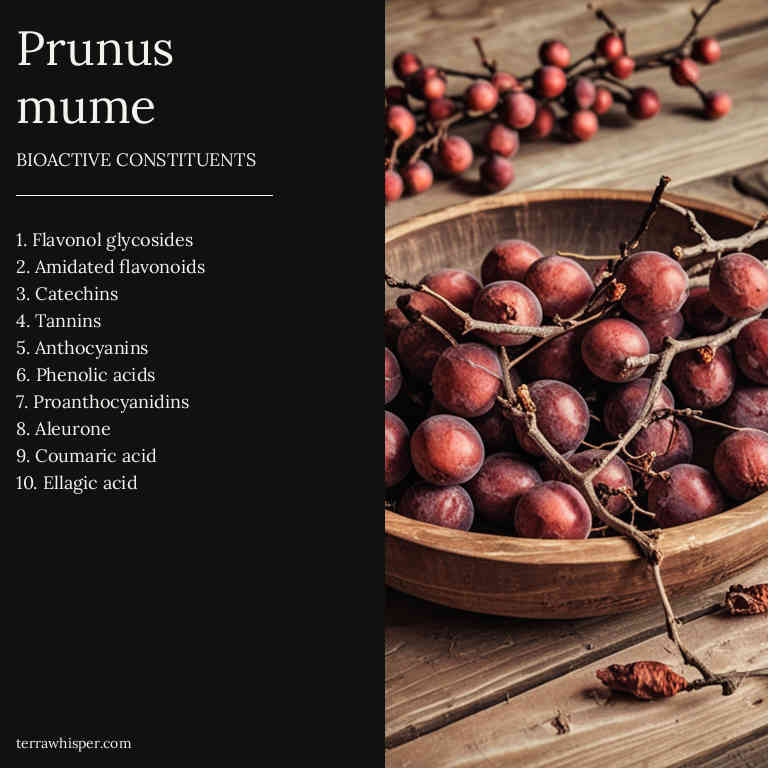 Prunus
mume
BIOACTIVE CONSTITUENTS
1. Flavonol glycosides
2. Amidated flavonoids
3. Catechins
4. Tannins
5. Anthocyanins
6. Phenolic acids
7. Proanthocyanidins
8. Aleurone
9. Coumaric acid
10. Ellagic acid
terrawhisper.com